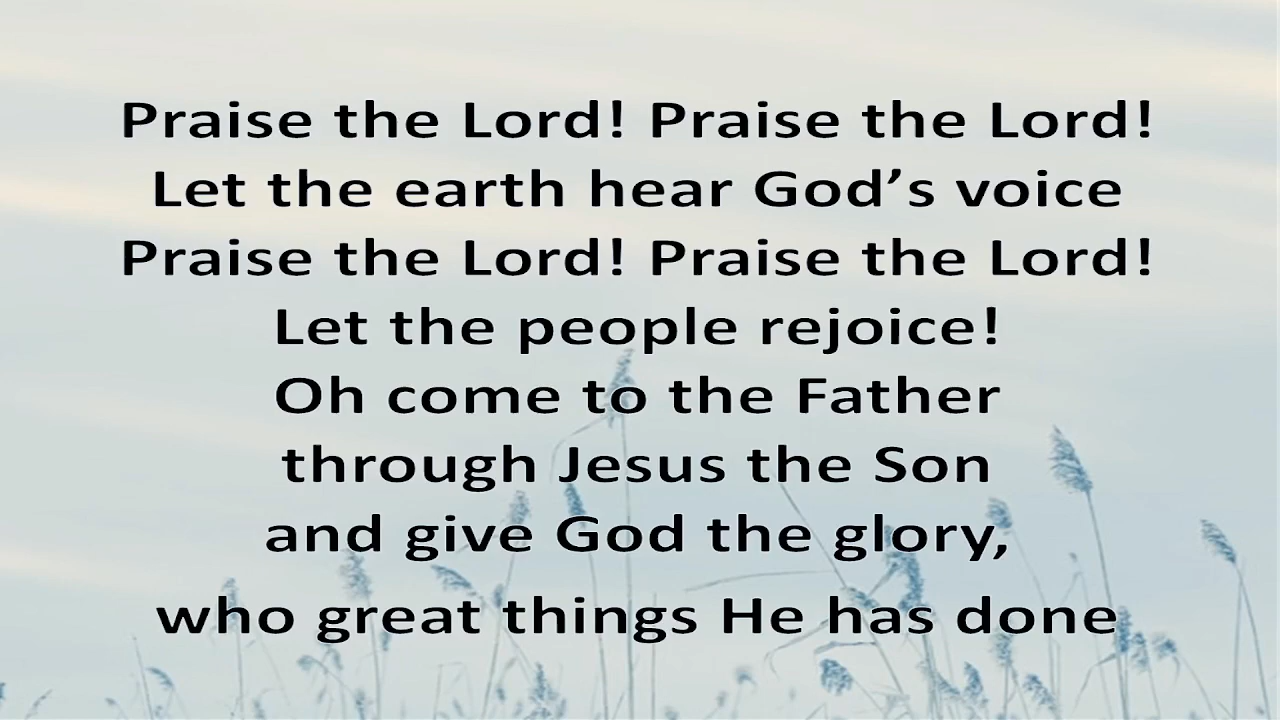 Praise the Lord! Praise the Lord!
Let the earth hear God’s voice
Praise the Lord! Praise the Lord!
Let the people rejoice!
Oh come to the Father
through Jesus the Son
and give God the glory,
who great things He has done